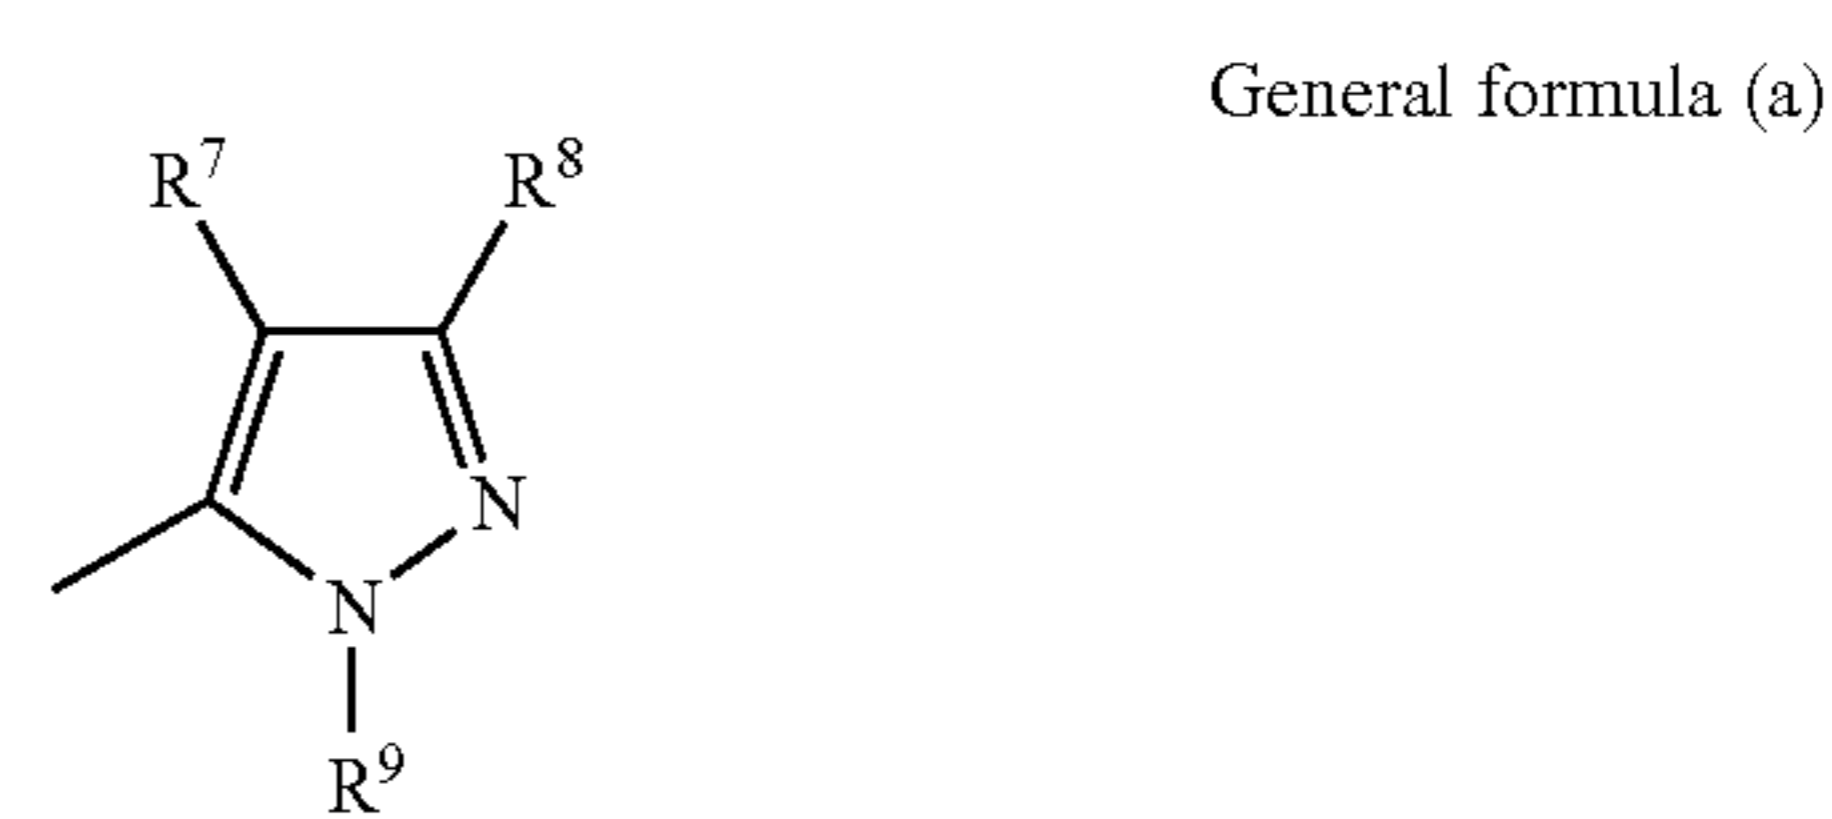 General formula (a)
R⁷ R⁸
N
N
R⁹